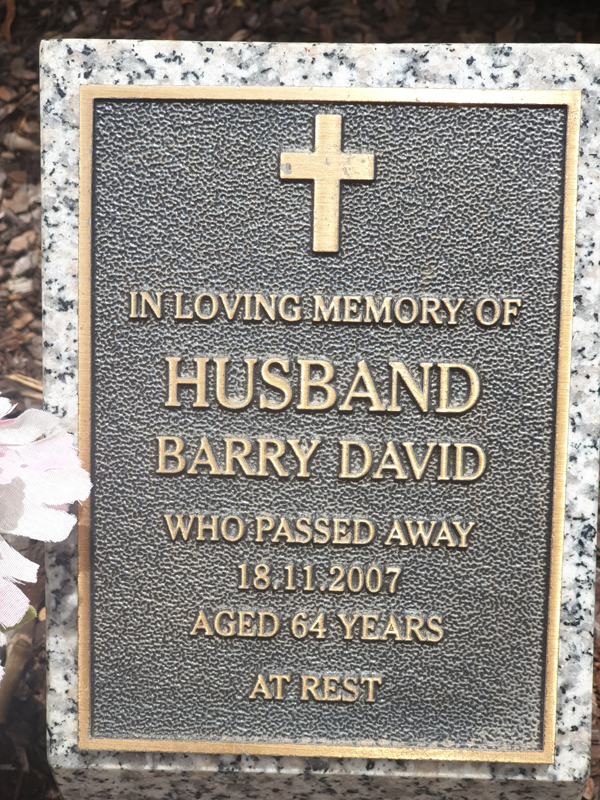 IN LOVING MEMORY OF
HUSBAND
BARRY DAVID
WHO PASSED AWAY
18.11.2007
AGED 64 YEARS
AT REST